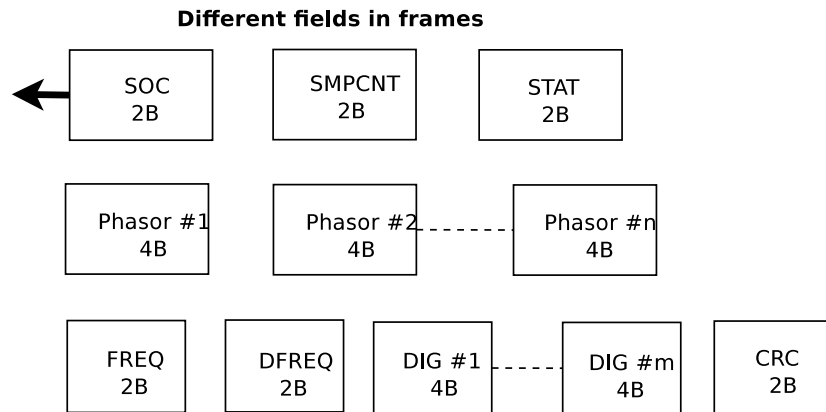 Different fields in frames
SOC
2B
SMPCNT
2B
STAT
2B
Phasor #1
4B
Phasor #2
4B
Phasor #n
4B
FREQ
2B
DFREQ
2B
DIG #1
4B
DIG #m
4B
CRC
2B